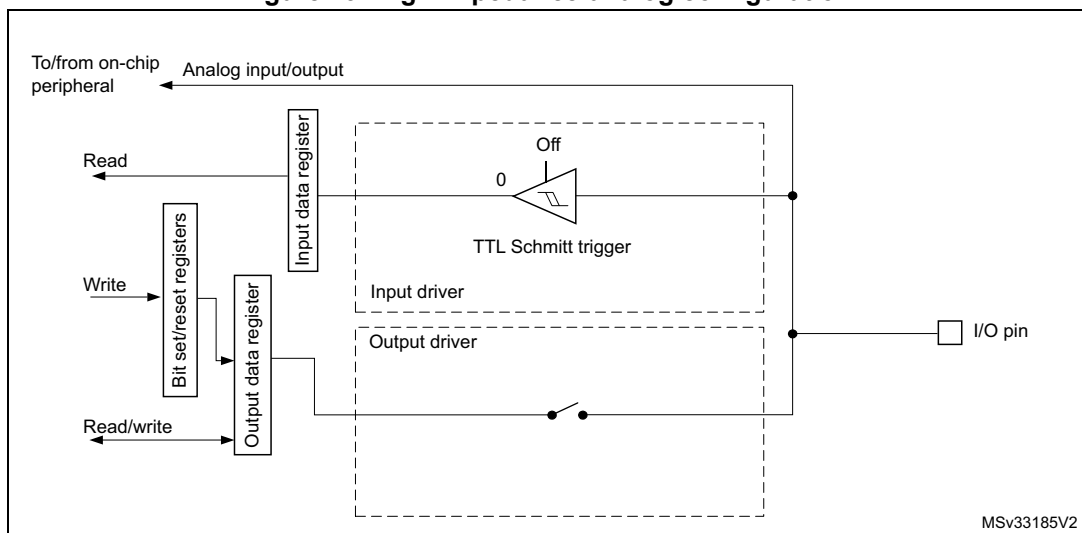 To/from on-chip
peripheral
Analog input/output
Read
Input data register
Off
0
TTL Schmitt trigger
Input driver
Write
Bit set/reset registers
Output data register
Read/write
Output driver
I/O pin
MSv33185V2